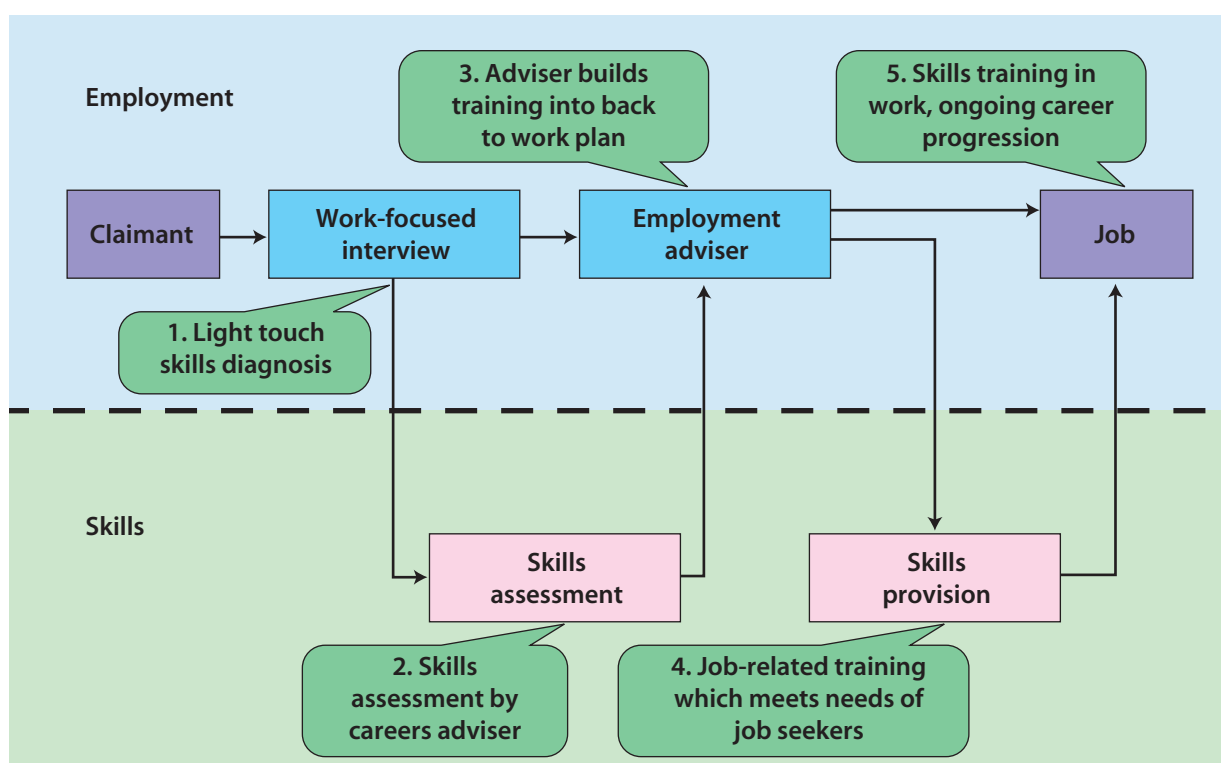 Employment
3. Adviser builds
training into back
to work plan
5. Skills training in
work, ongoing career
progression
Claimant
Work-focused
interview
Employment
adviser
Job
1. Light touch
skills diagnosis
Skills
Skills
assessment
Skills
provision
2. Skills
assessment by
careers adviser
4. Job-related training
which meets needs of
job seekers